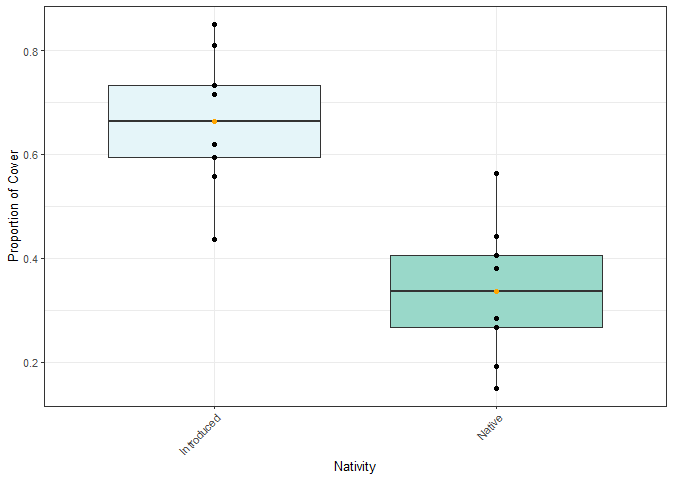 Proportion of Cover
0.8
0.6
0.4
0.2
Introduced
Native
Nativity